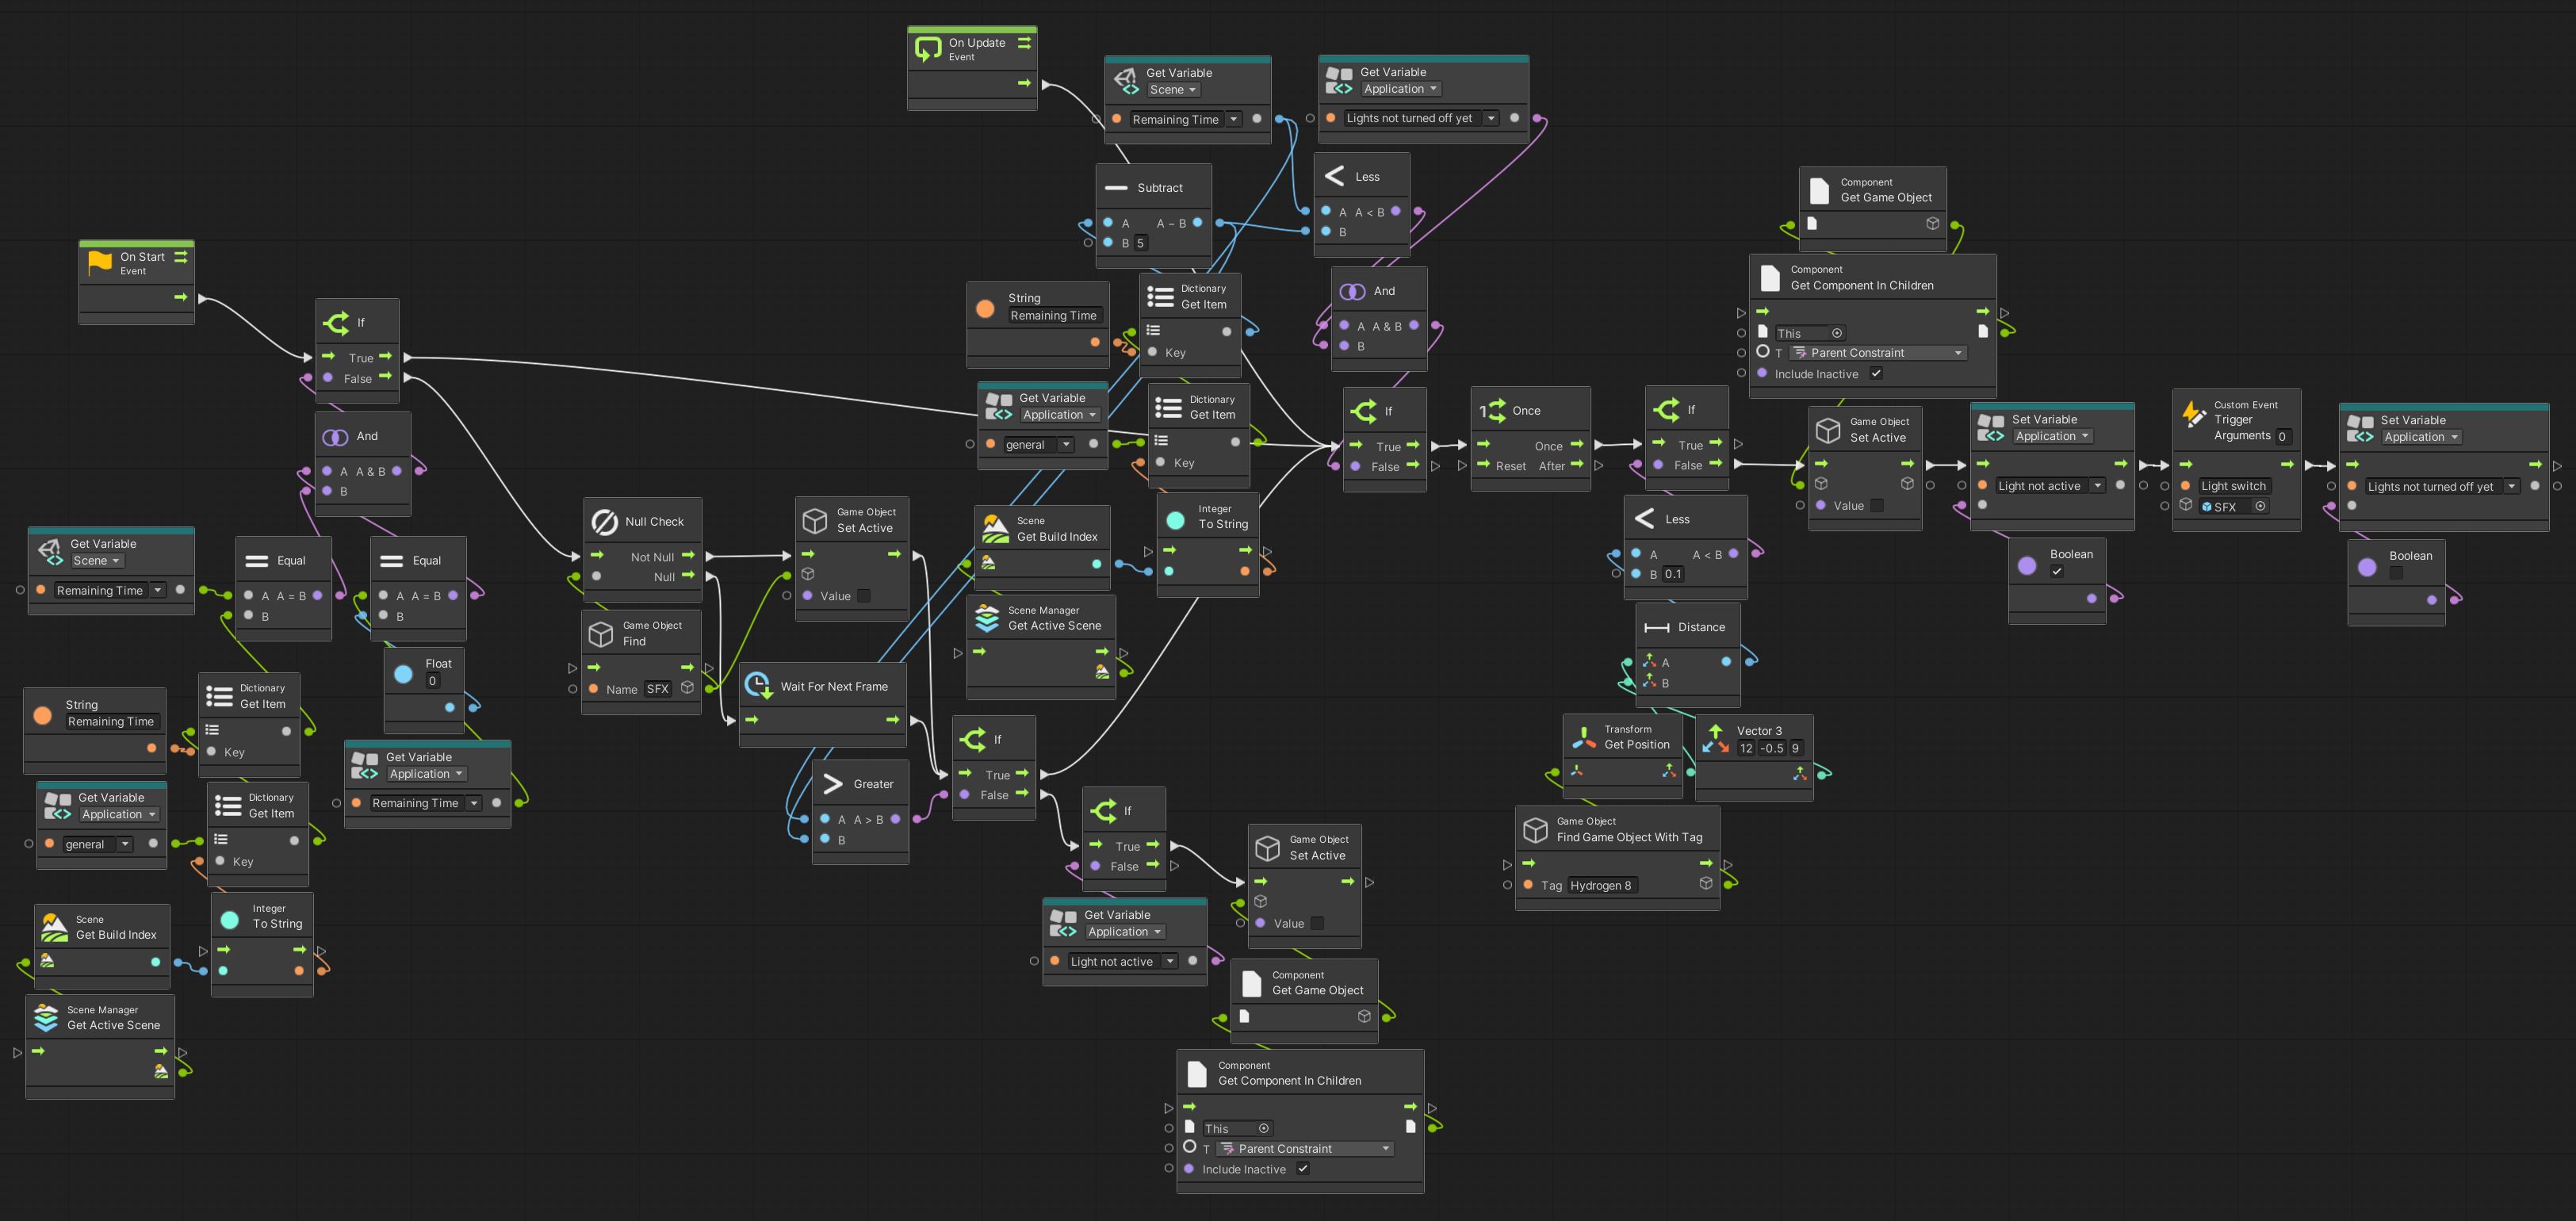 On Update
Event
Get Variable
Scene
Remaining Time
Get Variable
Application
Lights not turned off yet
Subtract
A A − B
B 5
Less
A A < B
B
Component
Get Game Object
On Start
Event
If
True
False
And
A A & B
B
String
Remaining Time
Dictionary
Get Item
Key
And
A A & B
B
Component
Get Component In Children
This
T Parent Constraint
Include Inactive
Get Variable
Application
general
Dictionary
Get Item
Key
If
True
False
Once
Once
Reset After
If
True
False
Game Object
Set Active
Value
Set Variable
Application
Light not active
Custom Event
Trigger
Arguments 0
Light switch
SFX
Set Variable
Application
Lights not turned off yet
Boolean
Boolean
Get Variable
Scene
Remaining Time
Equal
A A = B
B
Equal
A A = B
B
Null Check
Not Null
Null
Game Object
Set Active
Value
Scene
Get Build Index
Integer
To String
Less
A A < B
B 0.1
Game Object
Find
Name SFX
Scene Manager
Get Active Scene
Distance
A
B
Float
0
String
Remaining Time
Dictionary
Get Item
Key
Wait For Next Frame
If
True
False
Transform
Get Position
Vector 3
12 -0.5 9
Get Variable
Application
general
Dictionary
Get Item
Key
Get Variable
Application
Remaining Time
Greater
A A > B
B
If
True
False
Game Object
Set Active
Value
Game Object
Find Game Object With Tag
Tag Hydrogen 8
Scene
Get Build Index
Integer
To String
Get Variable
Application
Light not active
Component
Get Game Object
Scene Manager
Get Active Scene
Component
Get Component In Children
This
T Parent Constraint
Include Inactive